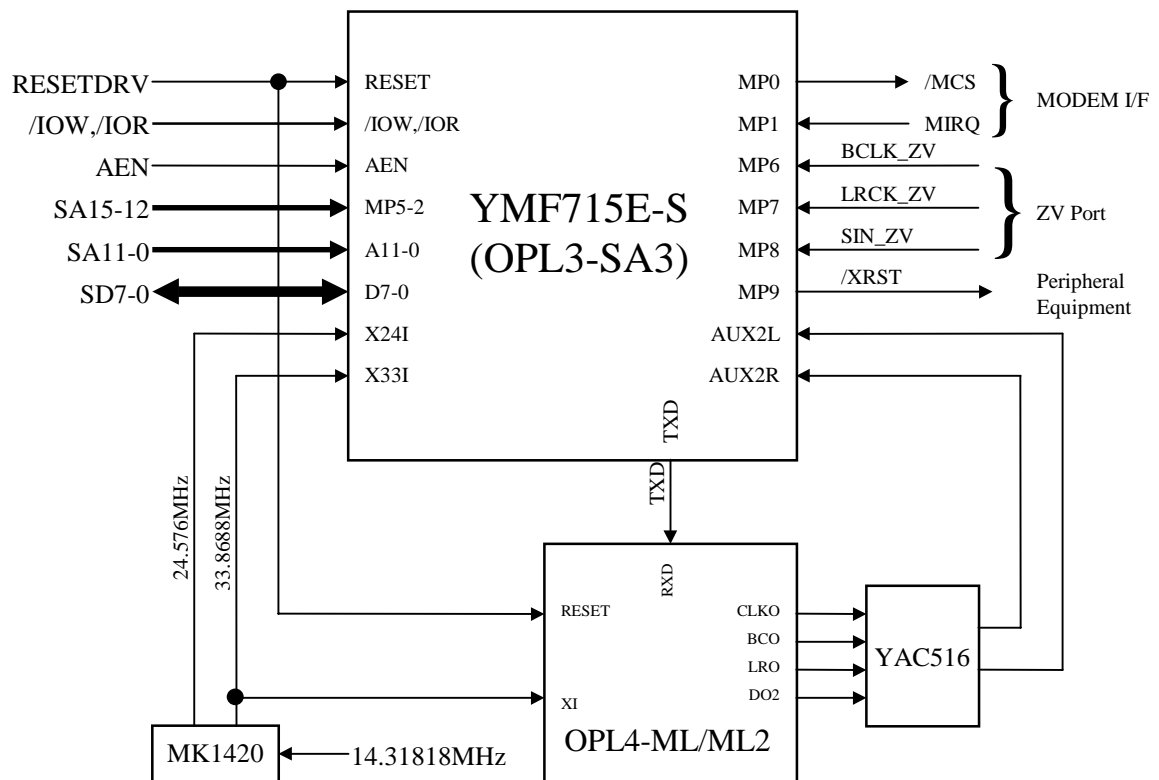 RESETDRV
RESET
MP0
/MCS
MODEM I/F
/IOW,/IOR
/IOW,/IOR
MP1
MIRQ
AEN
AEN
MP6
BCLK_ZV
SA15-12
MP5-2
YMF715E-S
MP7
LRCK_ZV
ZV Port
SA11-0
A11-0
(OPL3-SA3)
MP8
SIN_ZV
SD7-0
D7-0
MP9
/XRST
Peripheral
Equipment
X24I
AUX2L
X33I
AUX2R
TXD
TXD
24.576MHz
33.8688MHz
RXD
RESET
CLKO
BCO
LRO
DO2
YAC516
XI
OPL4-ML/ML2
MK1420
14.31818MHz